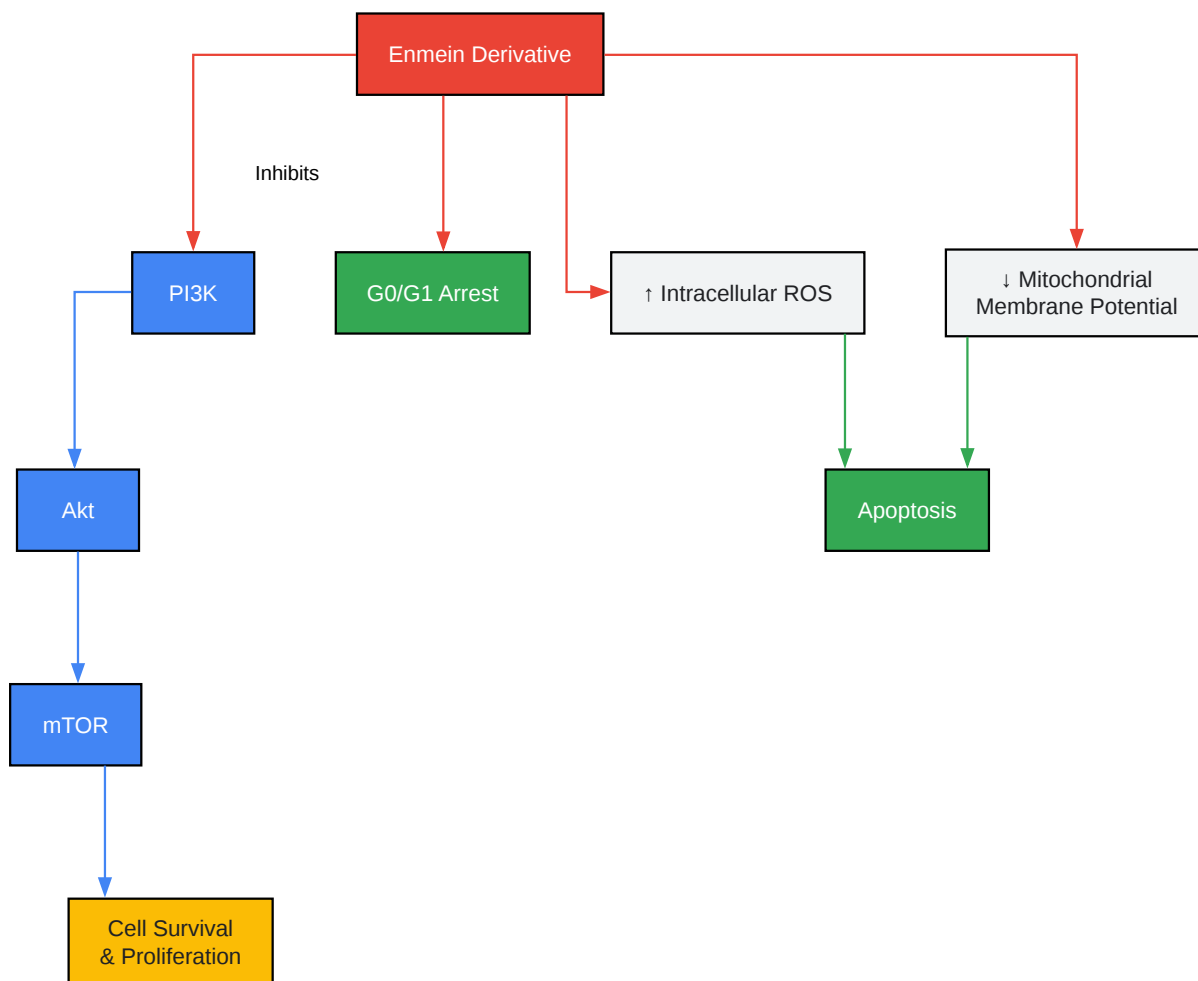 Enmein Derivative
Inhibits
PI3K
G0/G1 Arrest
↑ Intracellular ROS
↓ Mitochondrial
Membrane Potential
Akt
Apoptosis
mTOR
Cell Survival
& Proliferation